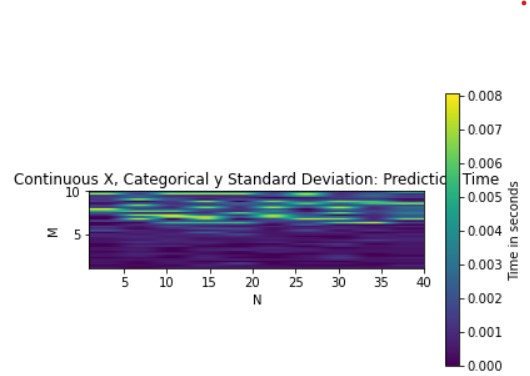 Continuous X, Categorical y Standard Deviation: Prediction Time
10
5
M
5 10 15 20 25 30 35 40
N
0.008
0.007
0.006
0.005
0.004
0.003
0.002
0.001
0.000
Time in seconds